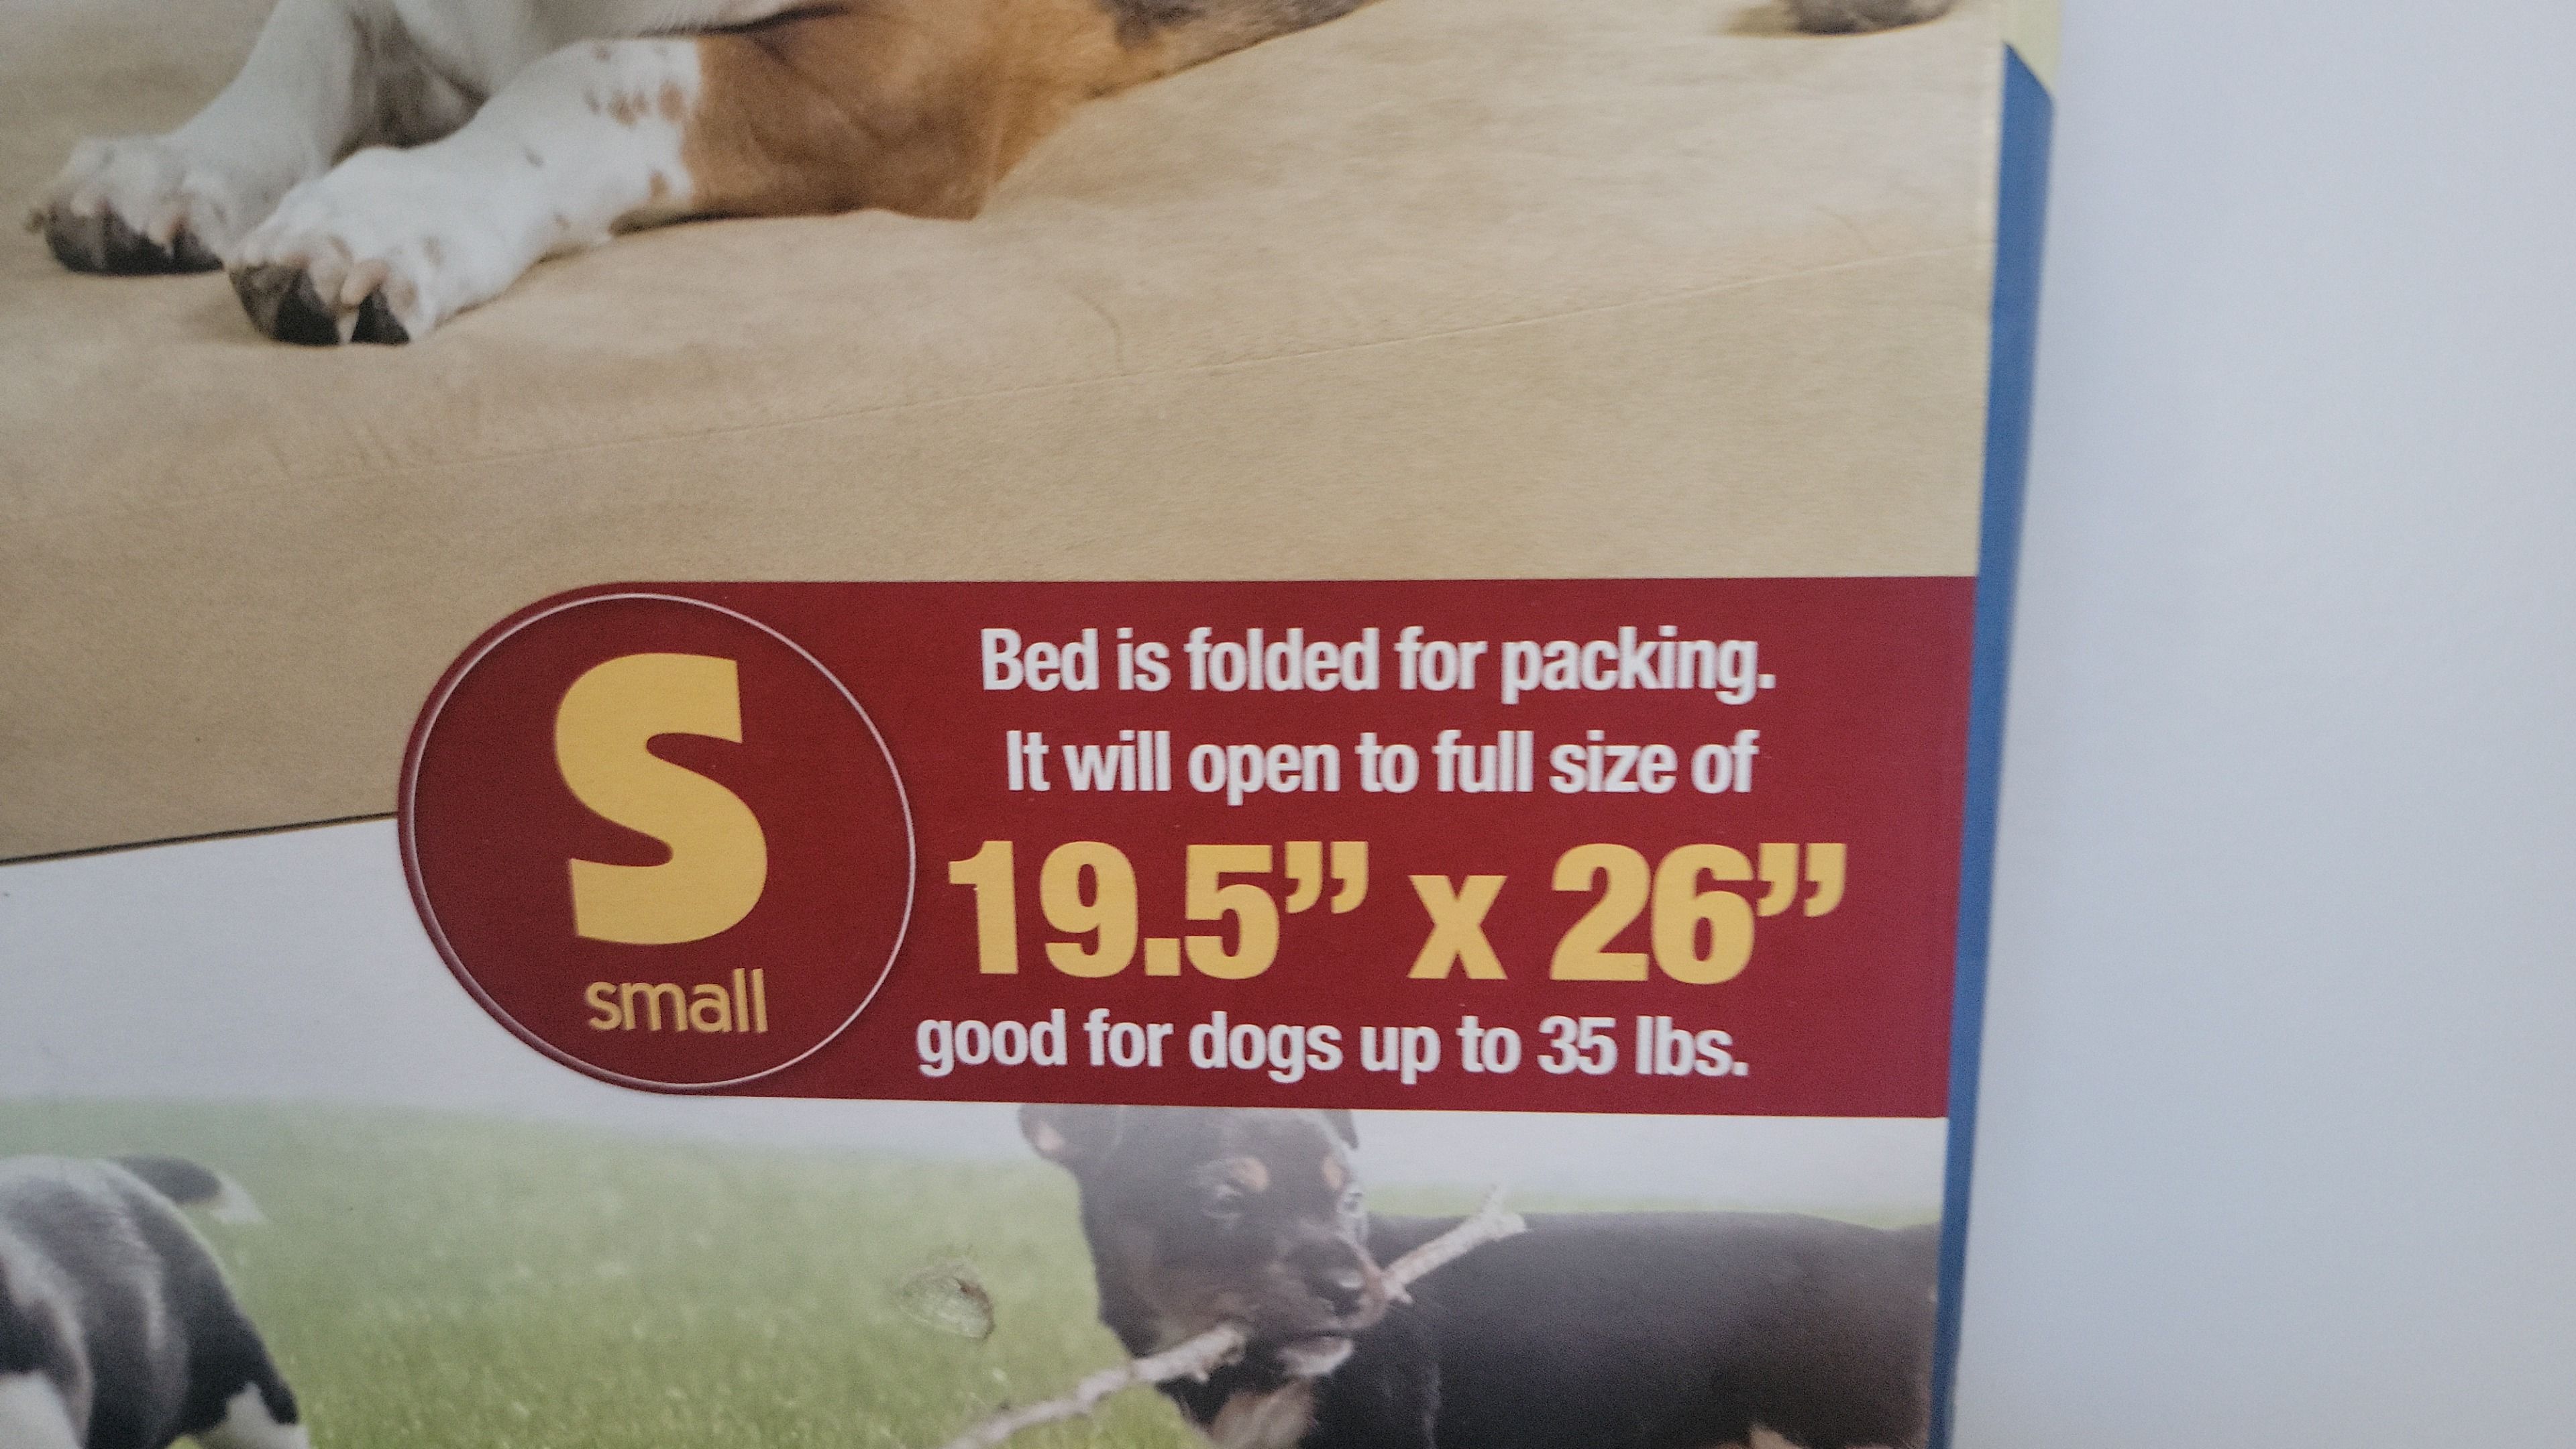 S
small
Bed is folded for packing.
It will open to full size of
19.5” x 26”
good for dogs up to 35 lbs.